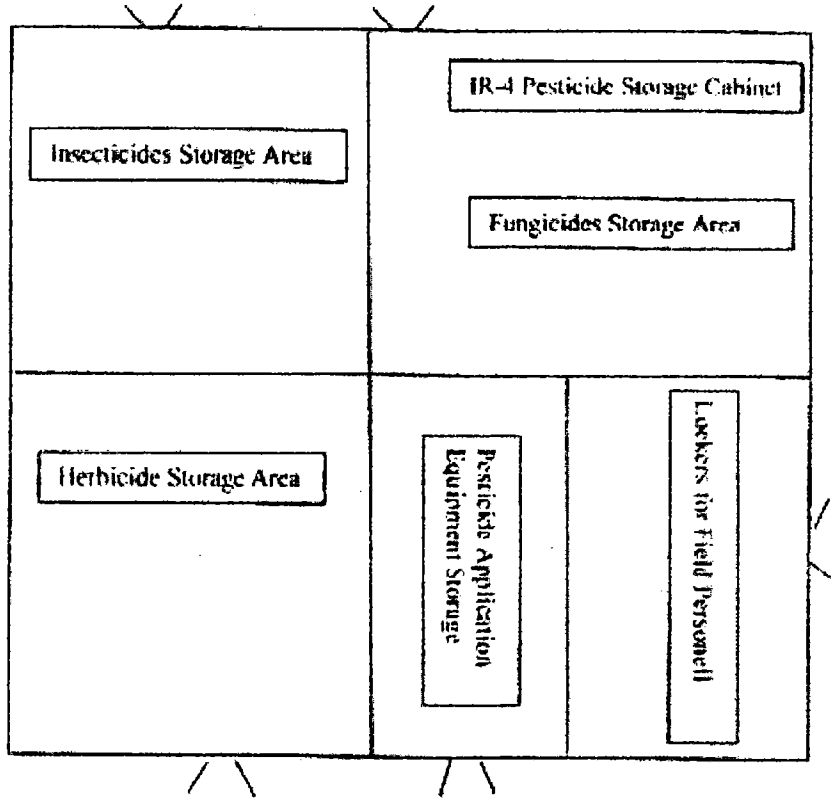 IR-4 Pesticide Storage Cabinet
Insecticides Storage Area
Fungicides Storage Area
Herbicide Storage Area
Pesticide Application
Equipment Storage
Lockers for Field Personell